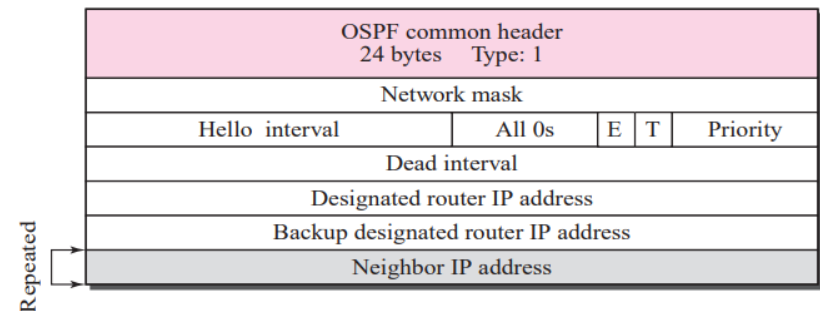 OSPF common header
24 bytes Type: 1
Network mask
Hello interval All 0s E T Priority
Dead interval
Designated router IP address
Backup designated router IP address
Repeated
Neighbor IP address